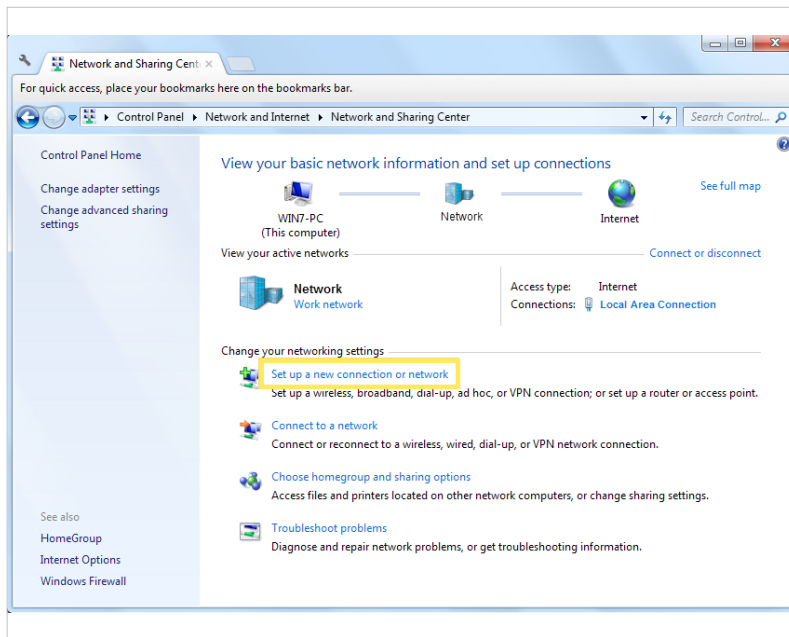 Network and Sharing Cent
For quick access, place your bookmarks here on the bookmarks bar.
Control Panel Network and Internet Network and Sharing Center
Search Control...
Control Panel Home
Change adapter settings
Change advanced sharing
settings
View your basic network information and set up connections
See full map
WIN7-PC
(This computer)
Network
Internet
View your active networks
Connect or disconnect
Network
Work network
Access type: Internet
Connections: Local Area Connection
Change your networking settings
Set up a new connection or network
Set up a wireless, broadband, dial-up, ad hoc, or VPN connection; or set up a router or access point.
Connect to a network
Connect or reconnect to a wireless, wired, dial-up, or VPN network connection.
Choose homegroup and sharing options
Access files and printers located on other network computers, or change sharing settings.
Troubleshoot problems
Diagnose and repair network problems, or get troubleshooting information.
See also
HomeGroup
Internet Options
Windows Firewall